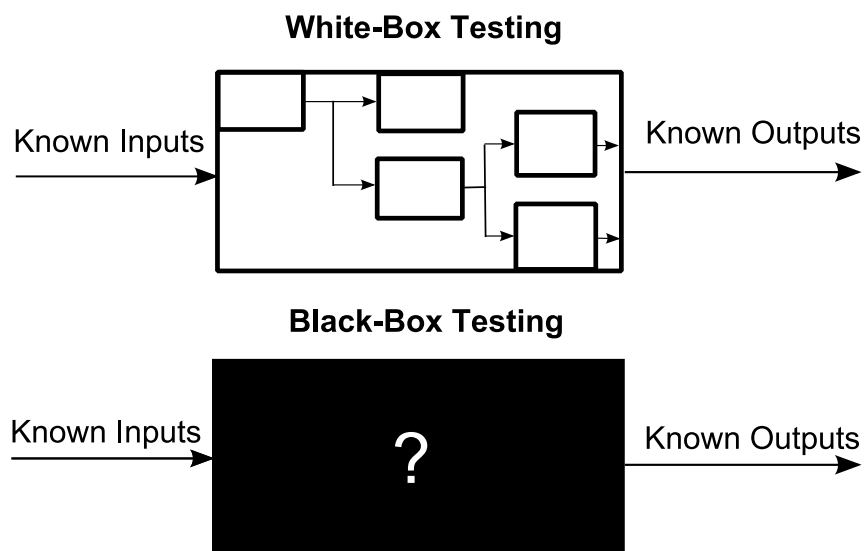 White-Box Testing
Known Inputs
Known Outputs
Black-Box Testing
Known Inputs
?
Known Outputs